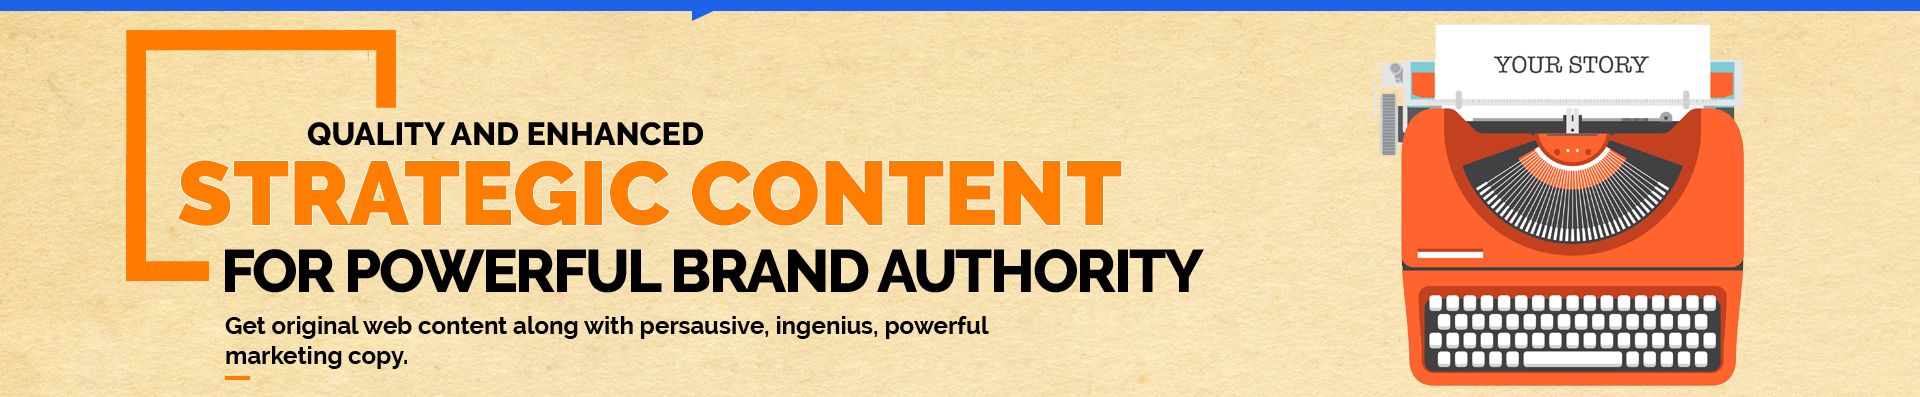 QUALITY AND ENHANCED
STRATEGIC CONTENT
FOR POWERFUL BRAND AUTHORITY
Get original web content along with persausive, ingenius, powerful
marketing copy.
YOUR STORY